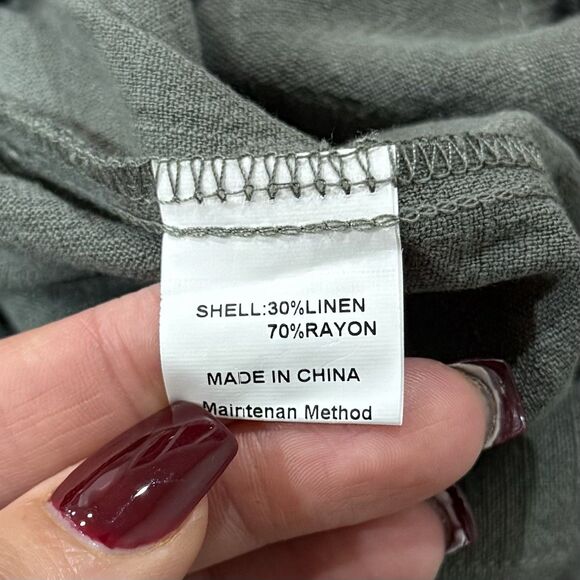 SHELL:30%LINEN
70%RAYON
MADE IN CHINA
Maintenan Method